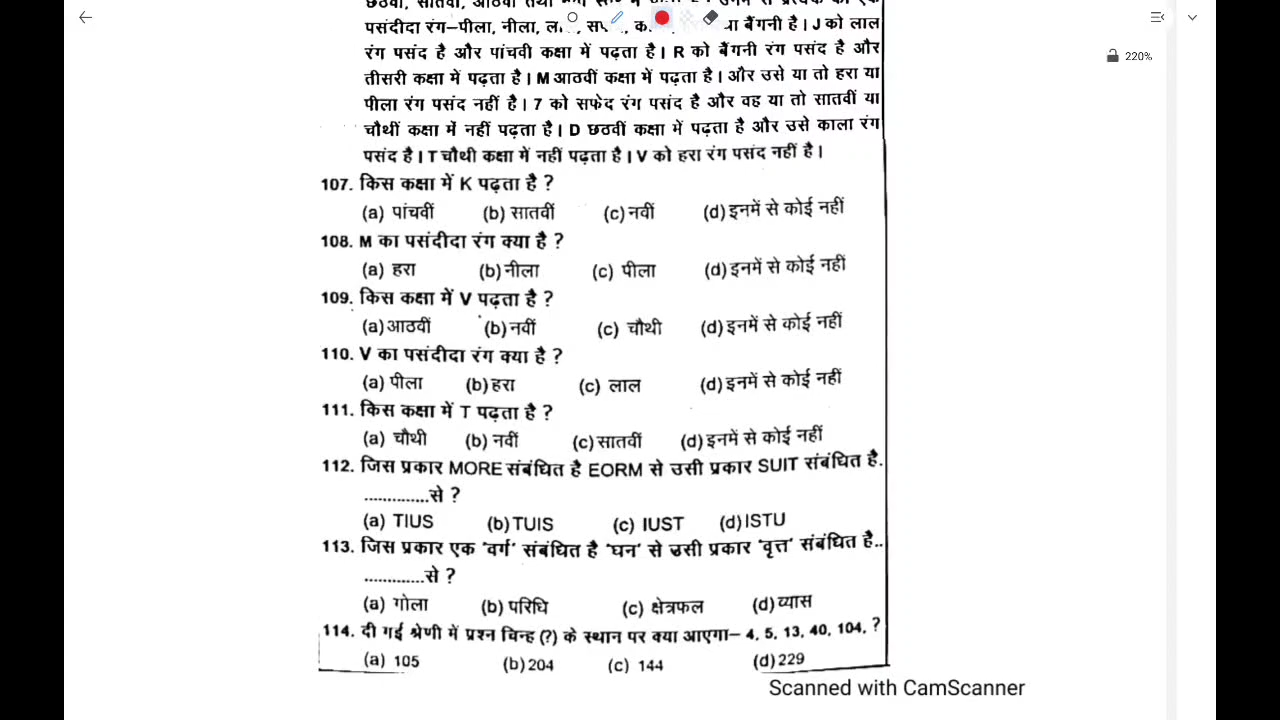 छठवीं, सातवीं, आठवीं तथा
पसंदीदा रंग–पीला, नीला, या बैंगनी है। J को लाल
रंग पसंद है और पांचवी कक्षा में पढ़ता है। R को बैंगनी रंग पसंद है और
तीसरी कक्षा में पढ़ता है। M आठवीं कक्षा में पढ़ता है। और उसे या तो हरा या
पीला रंग पसंद नहीं है। 7 को सफेद रंग पसंद है और वह या तो सातवीं या
चौथीं कक्षा में नहीं पढ़ता है। D छठवीं कक्षा में पढ़ता है और उसे काला रंग
पसंद है। T चौथी कक्षा में नहीं पढ़ता है। V को हरा रंग पसंद नहीं है।
220%
107. किस कक्षा में K पढ़ता है ?
(a) पांचवीं (b) सातवीं (c) नवीं (d) इनमें से कोई नहीं
108. M का पसंदीदा रंग क्या है ?
(a) हरा (b) नीला (c) पीला (d) इनमें से कोई नहीं
109. किस कक्षा में V पढ़ता है ?
(a) आठवीं (b) नवीं (c) चौथी (d) इनमें से कोई नहीं
110. V का पसंदीदा रंग क्या है ?
(a) पीला (b) हरा (c) लाल (d) इनमें से कोई नहीं
111. किस कक्षा में T पढ़ता है ?
(a) चौथी (b) नवीं (c) सातवीं (d) इनमें से कोई नहीं
112. जिस प्रकार MORE संबंधित है EORM से उसी प्रकार SUIT संबंधित है.
..............से ?
(a) TIUS (b) TUIS (c) IUST (d) ISTU
113. जिस प्रकार एक 'वर्ग' संबंधित है 'घन' से उसी प्रकार 'वृत्त' संबंधित है..
.............से ?
(a) गोला (b) परिधि (c) क्षेत्रफल (d) व्यास
114. दी गई श्रेणी में प्रश्न चिन्ह (?) के स्थान पर क्या आएगा– 4, 5, 13, 40, 104, ?
(a) 105 (b) 204 (c) 144 (d) 229
Scanned with CamScanner